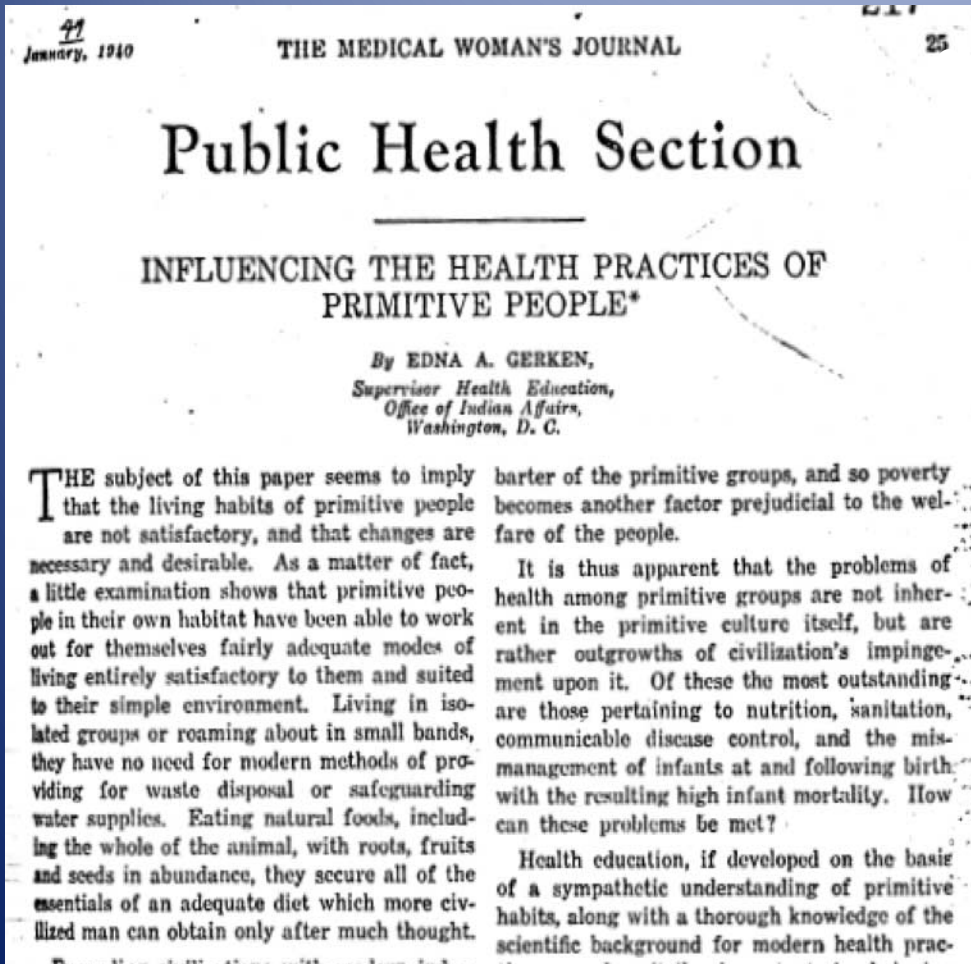 49
January, 1940
THE MEDICAL WOMAN'S JOURNAL
25
Public Health Section
INFLUENCING THE HEALTH PRACTICES OF
PRIMITIVE PEOPLE*
By EDNA A. GERKEN,
Supervisor Health Education,
Office of Indian Affairs,
Washington, D. C.
THE subject of this paper seems to imply
that the living habits of primitive people
are not satisfactory, and that changes are
necessary and desirable. As a matter of fact,
a little examination shows that primitive peo-
ple in their own habitat have been able to work
out for themselves fairly adequate modes of
living entirely satisfactory to them and suited
to their simple environment. Living in iso-
lated groups or roaming about in small bands,
they have no need for modern methods of pro-
viding for waste disposal or safeguarding
water supplies. Eating natural foods, includ-
ing the whole of the animal, with roots, fruits
and seeds in abundance, they secure all of the
essentials of an adequate diet which more civ-
ilized man can obtain only after much thought.
barter of the primitive groups, and so poverty
becomes another factor prejudicial to the wel-
fare of the people.
It is thus apparent that the problems of
health among primitive groups are not inher-
ent in the primitive culture itself, but are
rather outgrowths of civilization's impinge-
ment upon it. Of these the most outstanding
are those pertaining to nutrition, sanitation,
communicable disease control, and the mis-
management of infants at and following birth
with the resulting high infant mortality. How
can these problems be met?
Health education, if developed on the basis
of a sympathetic understanding of primitive
habits, along with a thorough knowledge of the
scientific background for modern health prac-